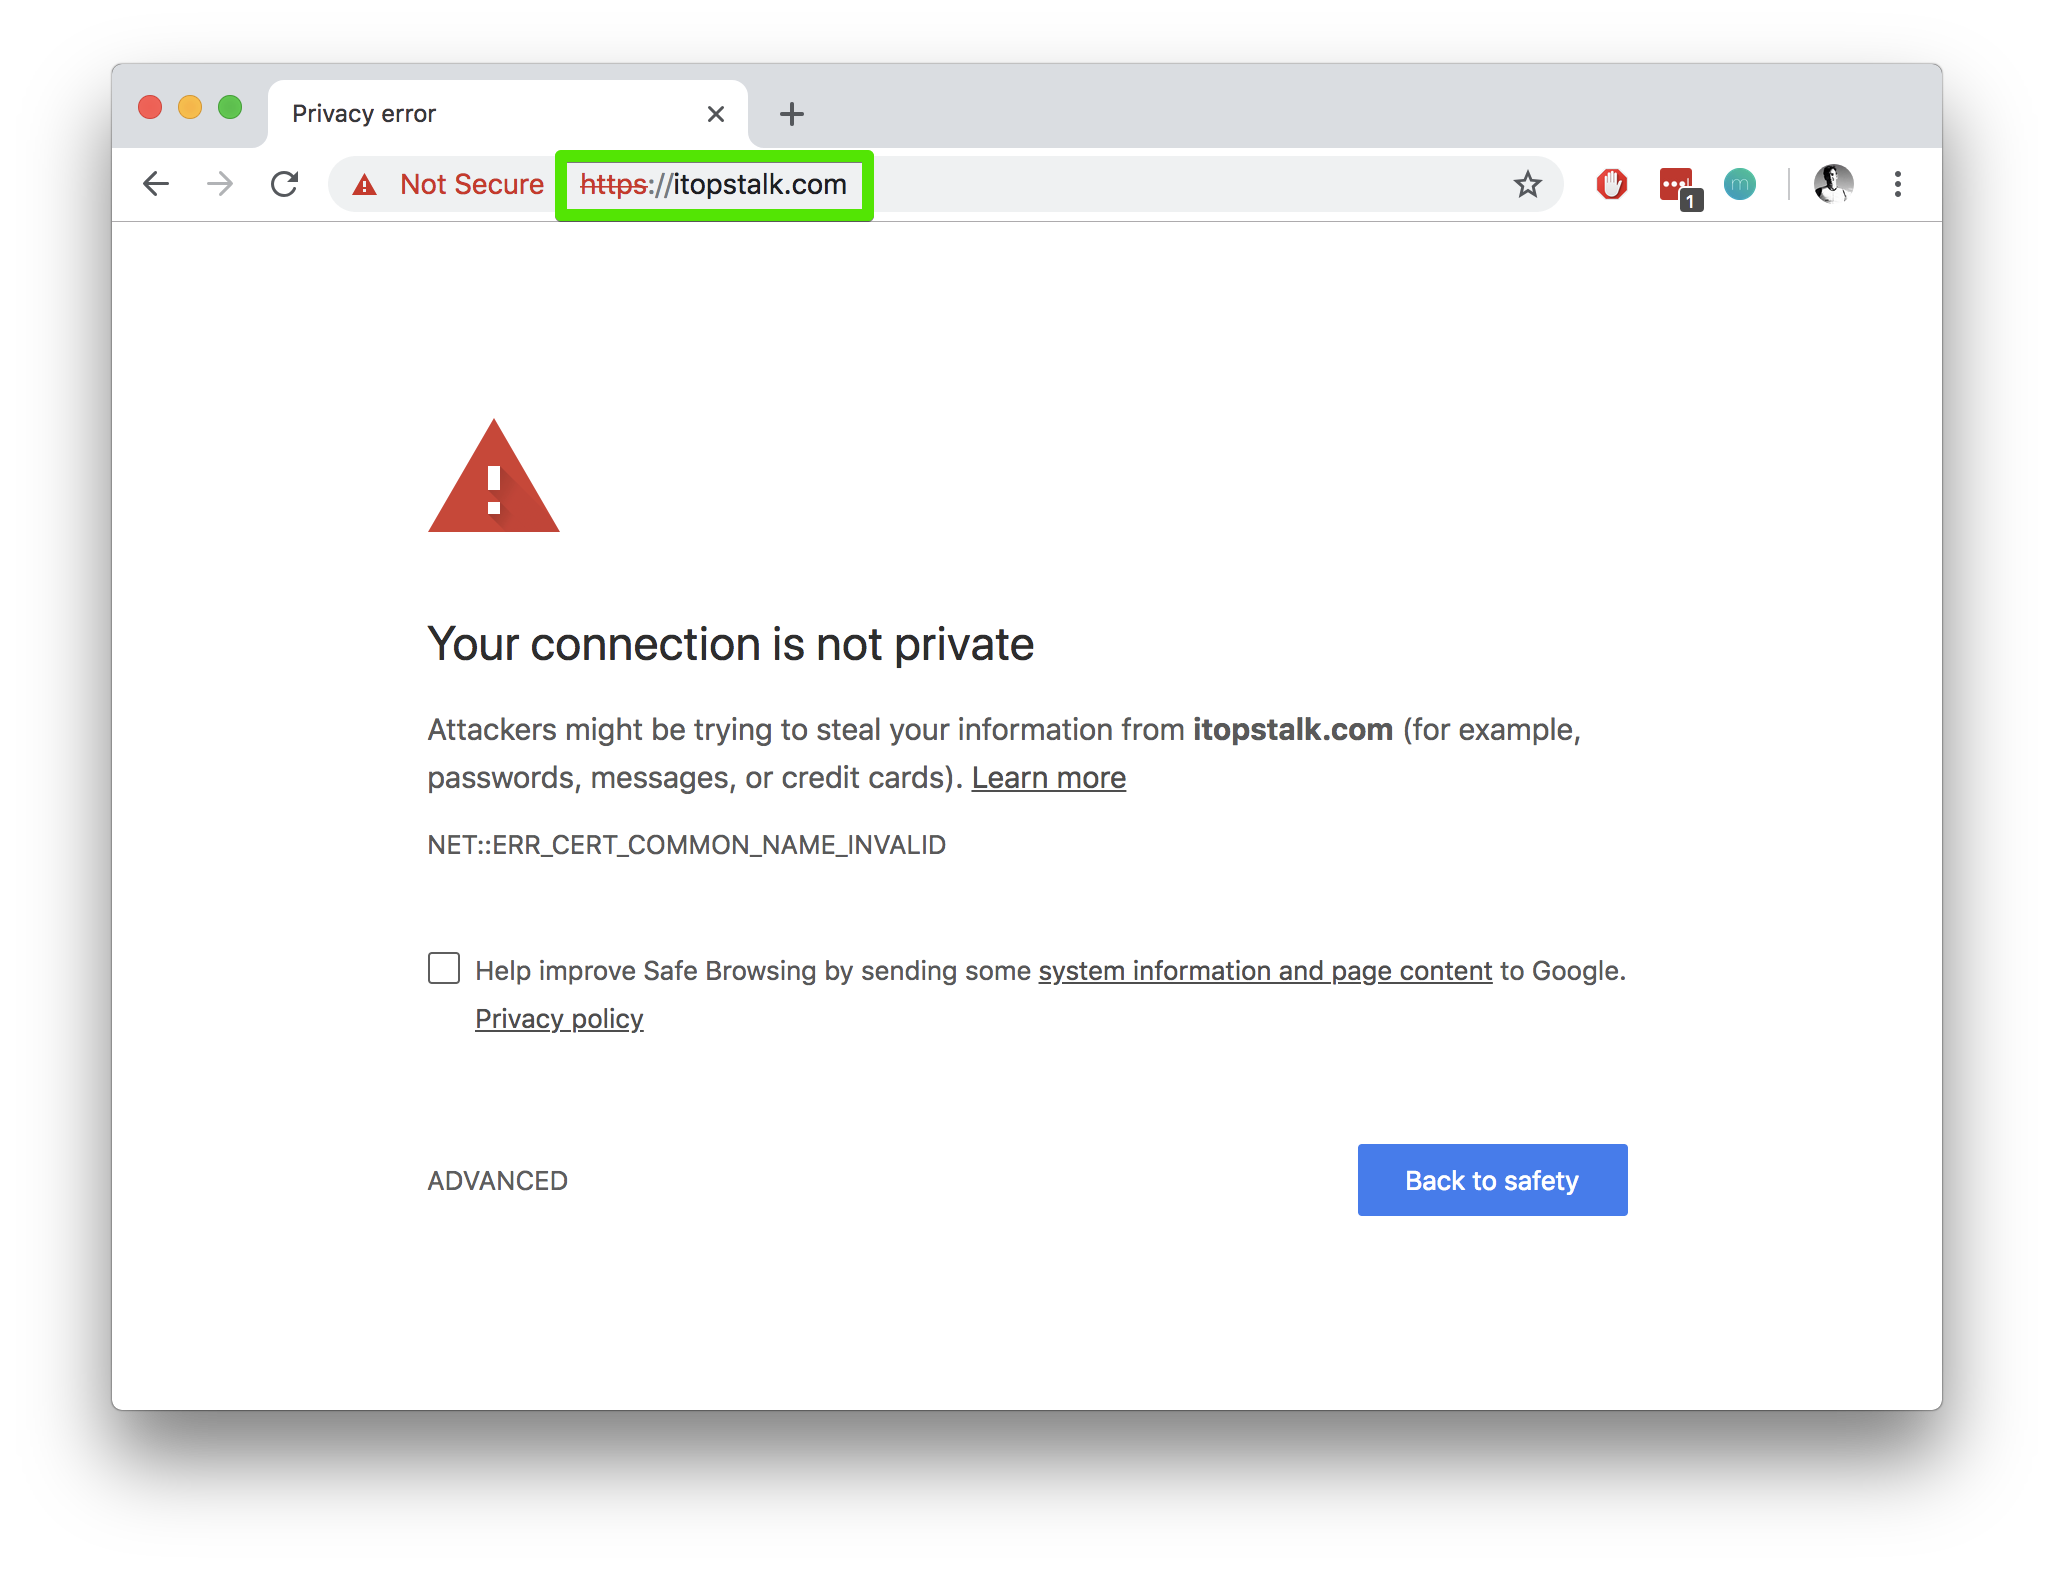 Privacy error
Not Secure https://itopstalk.com
1
m
Your connection is not private
Attackers might be trying to steal your information from itopstalk.com (for example,
passwords, messages, or credit cards). Learn more
NET::ERR_CERT_COMMON_NAME_INVALID
Help improve Safe Browsing by sending some system information and page content to Google.
Privacy policy
ADVANCED
Back to safety